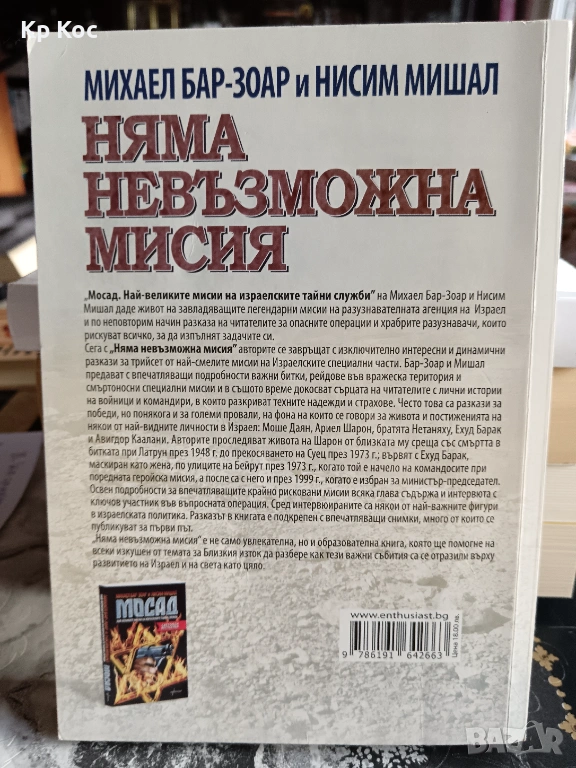 Кр Кос
МИХАЕЛ БАР-ЗОАР и НИСИМ МИШАЛ
НЯМА
НЕВЪЗМОЖНА
МИСИЯ
„Мосад. Най-великите мисии на израелските тайни служби" на Михаел Бар-Зоар и Нисим
Мишал даде живот на завладяващите легендарни мисии на разузнавателната агенция на Израел
и по неповторим начин разказа на читателите за опасните операции и храбрите разузнавачи, които
рискуват всичко, за да изпълнят задачите си.
Сега с „Няма невъзможна мисия" авторите се завръщат с изключително интересни и динамични
разкази за трийсет от най-смелите мисии на Израелските специални части. Бар-Зоар и Мишал
предават с впечатляващи подробности важни битки, рейдове във вражеска територия и
смъртоносни специални мисии и в същото време докосват сърцата на читателите с лични истории
на войници и командири, в които разкриват техните надежди и страхове. Често това са разкази за
победи, но понякога и за големи провали, на фона на които се говори за живота и постиженията на
някои от най-видните личности в Израел: Моше Даян, Ариел Шарон, братята Нетаняху, Ехуд Барак
и Авигдор Каалани. Авторите проследяват живота на Шарон от близката му среща със смъртта в
битката при Латрун през 1948 г. до прекосяването на Суец през 1973 г.; вървят с Ехуд Барак,
маскиран като жена, по улиците на Бейрут през 1973 г., когато той е начело на командосите при
поредната геройска мисия, а после са с него и през 1999 г., когато е избран за министър-председател.
Освен подробности за впечатляващите крайно рисковани мисии всяка глава съдържа и интервюта с
ключов участник във въпросната операция. Сред интервюираните са някои от най-важните фигури
в израелската политика. Разказът в книгата е подкрепен с впечатляващи снимки, много от които се
публикуват за първи път.
„Няма невъзможна мисия" е не само увлекателна, но и образователна книга, която ще помогне на
всеки изкушен от темата за Близкия изток да разбере как тези важни събития са се отразили върху
развитието на Израел и на света като цяло.
МОСАД
www.enthusiast.bg
9 786191 642663
Цена 18.00 лв.
BAZAR